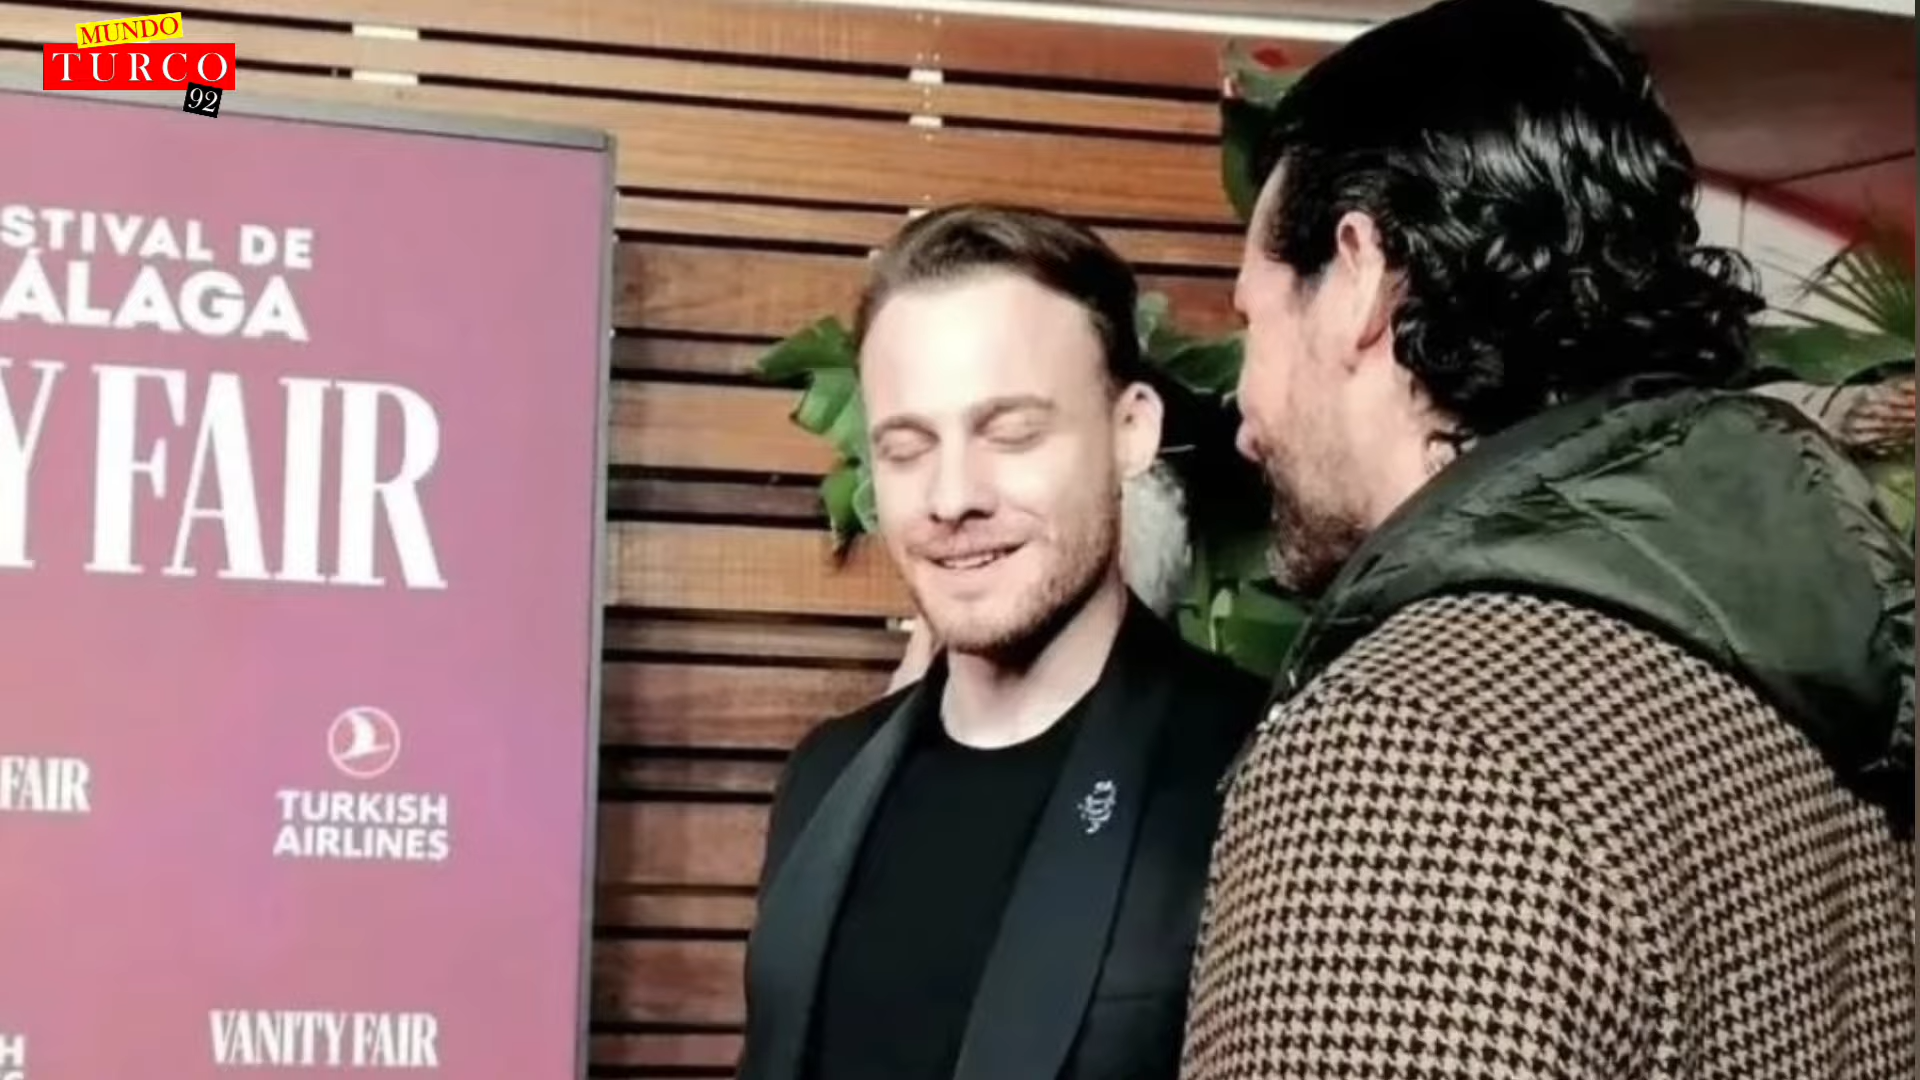 MUNDO
TURCO
92
STIVAL DE
ÁLAGA
Y FAIR
FAIR
TURKISH
AIRLINES
VANITY FAIR
H